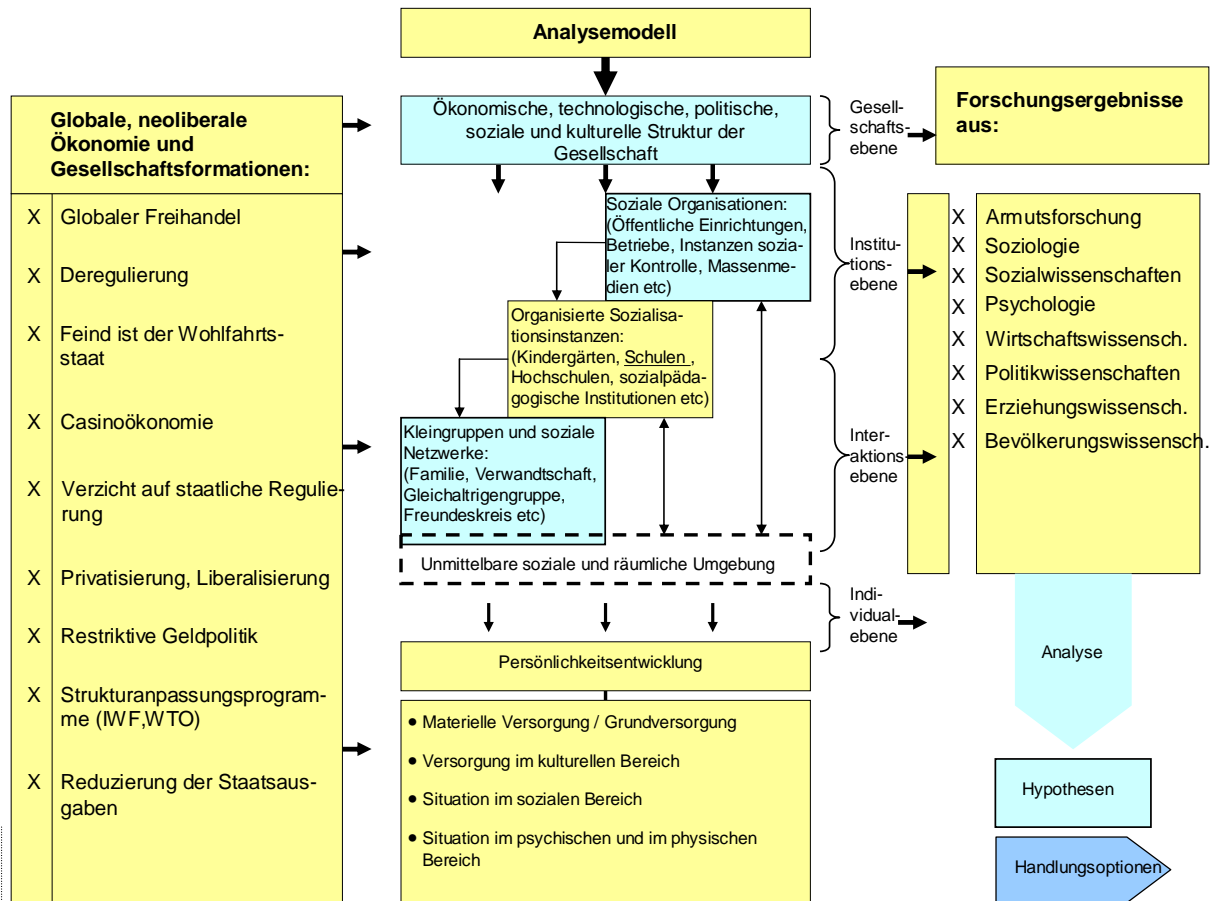 Analysemodell
Globale, neoliberale
Ökonomie und
Gesellschaftsformationen:
X Globaler Freihandel
X Deregulierung
X Feind ist der Wohlfahrts-
staat
X Casinoökonomie
X Verzicht auf staatliche Regulie-
rung
X Privatisierung, Liberalisierung
X Restriktive Geldpolitik
X Strukturanpassungsprogram-
me (IWF,WTO)
X Reduzierung der Staatsaus-
gaben
Ökonomische, technologische, politische,
soziale und kulturelle Struktur der
Gesellschaft
Soziale Organisationen:
(Öffentliche Einrichtungen,
Betriebe, Instanzen sozia-
ler Kontrolle, Massenme-
dien etc)
Organisierte Sozialisa-
tionsinstanzen:
(Kindergärten, Schulen ,
Hochschulen, sozialpäda-
gogische Institutionen etc)
Kleingruppen und soziale
Netzwerke:
(Familie, Verwandtschaft,
Gleichaltrigengruppe,
Freundeskreis etc)
Unmittelbare soziale und räumliche Umgebung
Persönlichkeitsentwicklung
• Materielle Versorgung / Grundversorgung
• Versorgung im kulturellen Bereich
• Situation im sozialen Bereich
• Situation im psychischen und im physischen
Bereich
Gesell-
schafts-
ebene
Institu-
tions-
ebene
Inter-
aktions-
ebene
Indi-
vidual-
ebene
Forschungsergebnisse
aus:
X Armutsforschung
X Soziologie
X Sozialwissenschaften
X Psychologie
X Wirtschaftswissensch.
X Politikwissenschaften
X Erziehungswissensch.
X Bevölkerungswissensch.
Analyse
Hypothesen
Handlungsoptionen